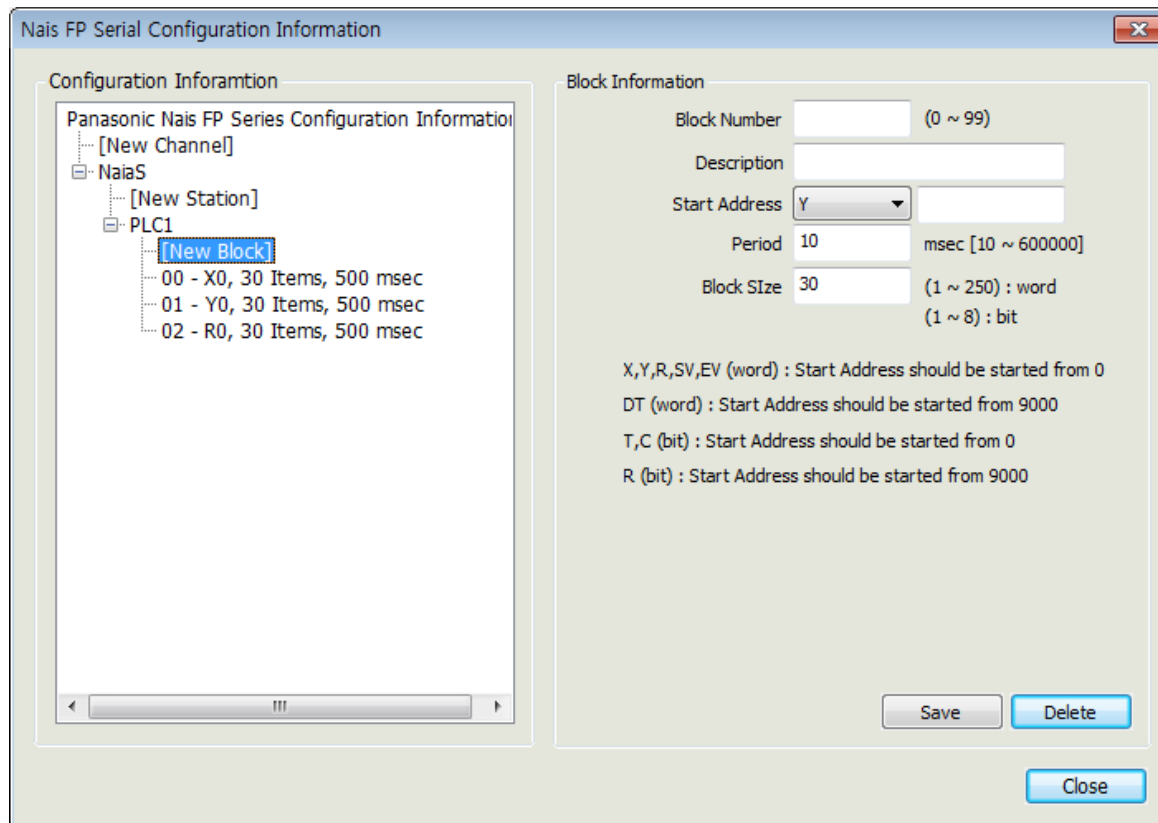 Nais FP Serial Configuration Information
Configuration Inforamtion
Panasonic Nais FP Series Configuration Informatio
[New Channel]
NaiaS
[New Station]
PLC1
[New Block]
00 - X0, 30 Items, 500 msec
01 - Y0, 30 Items, 500 msec
02 - R0, 30 Items, 500 msec
Block Information
Block Number (0 ~ 99)
Description
Start Address Y
Period 10 msec [10 ~ 600000]
Block SIze 30 (1 ~ 250) : word
(1 ~ 8) : bit
X,Y,R,SV,EV (word) : Start Address should be started from 0
DT (word) : Start Address should be started from 9000
T,C (bit) : Start Address should be started from 0
R (bit) : Start Address should be started from 9000
Save Delete
Close